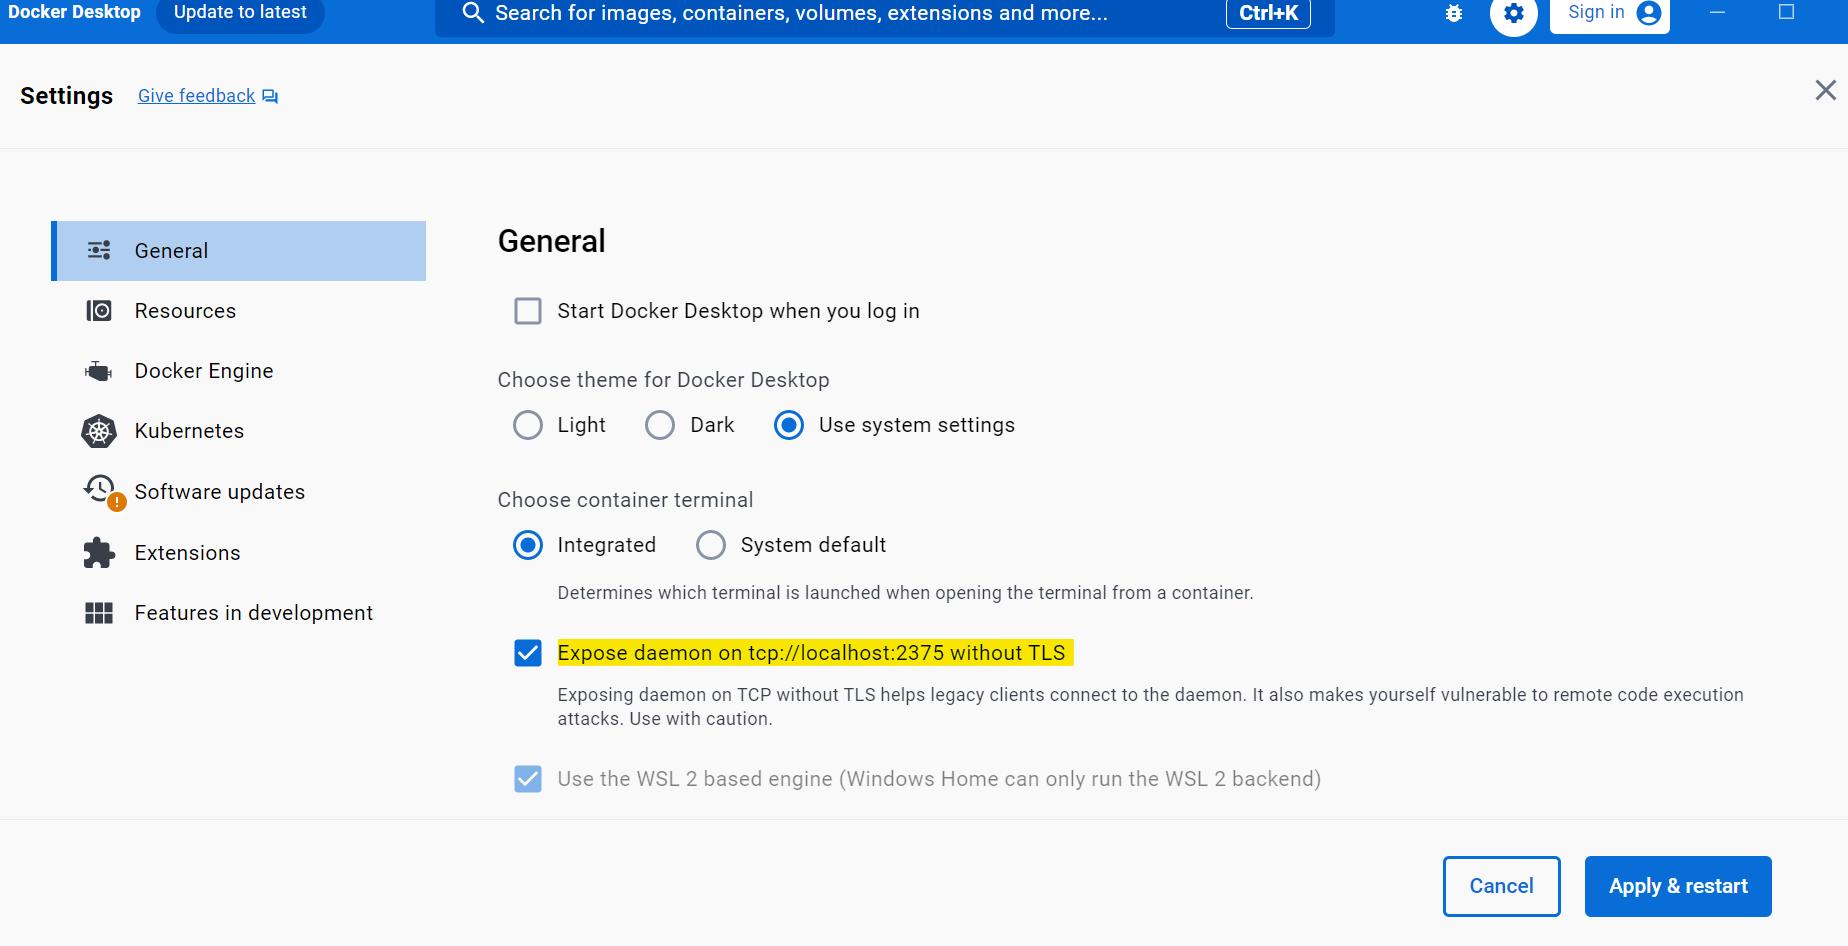 Docker Desktop
Update to latest
Search for images, containers, volumes, extensions and more...
Ctrl+K
Sign in
Settings
Give feedback
General
Resources
Docker Engine
Kubernetes
Software updates
Extensions
Features in development
General
Start Docker Desktop when you log in
Choose theme for Docker Desktop
Light
Dark
Use system settings
Choose container terminal
Integrated
System default
Determines which terminal is launched when opening the terminal from a container.
Expose daemon on tcp://localhost:2375 without TLS
Exposing daemon on TCP without TLS helps legacy clients connect to the daemon. It also makes yourself vulnerable to remote code execution
attacks. Use with caution.
Use the WSL 2 based engine (Windows Home can only run the WSL 2 backend)
Cancel
Apply & restart